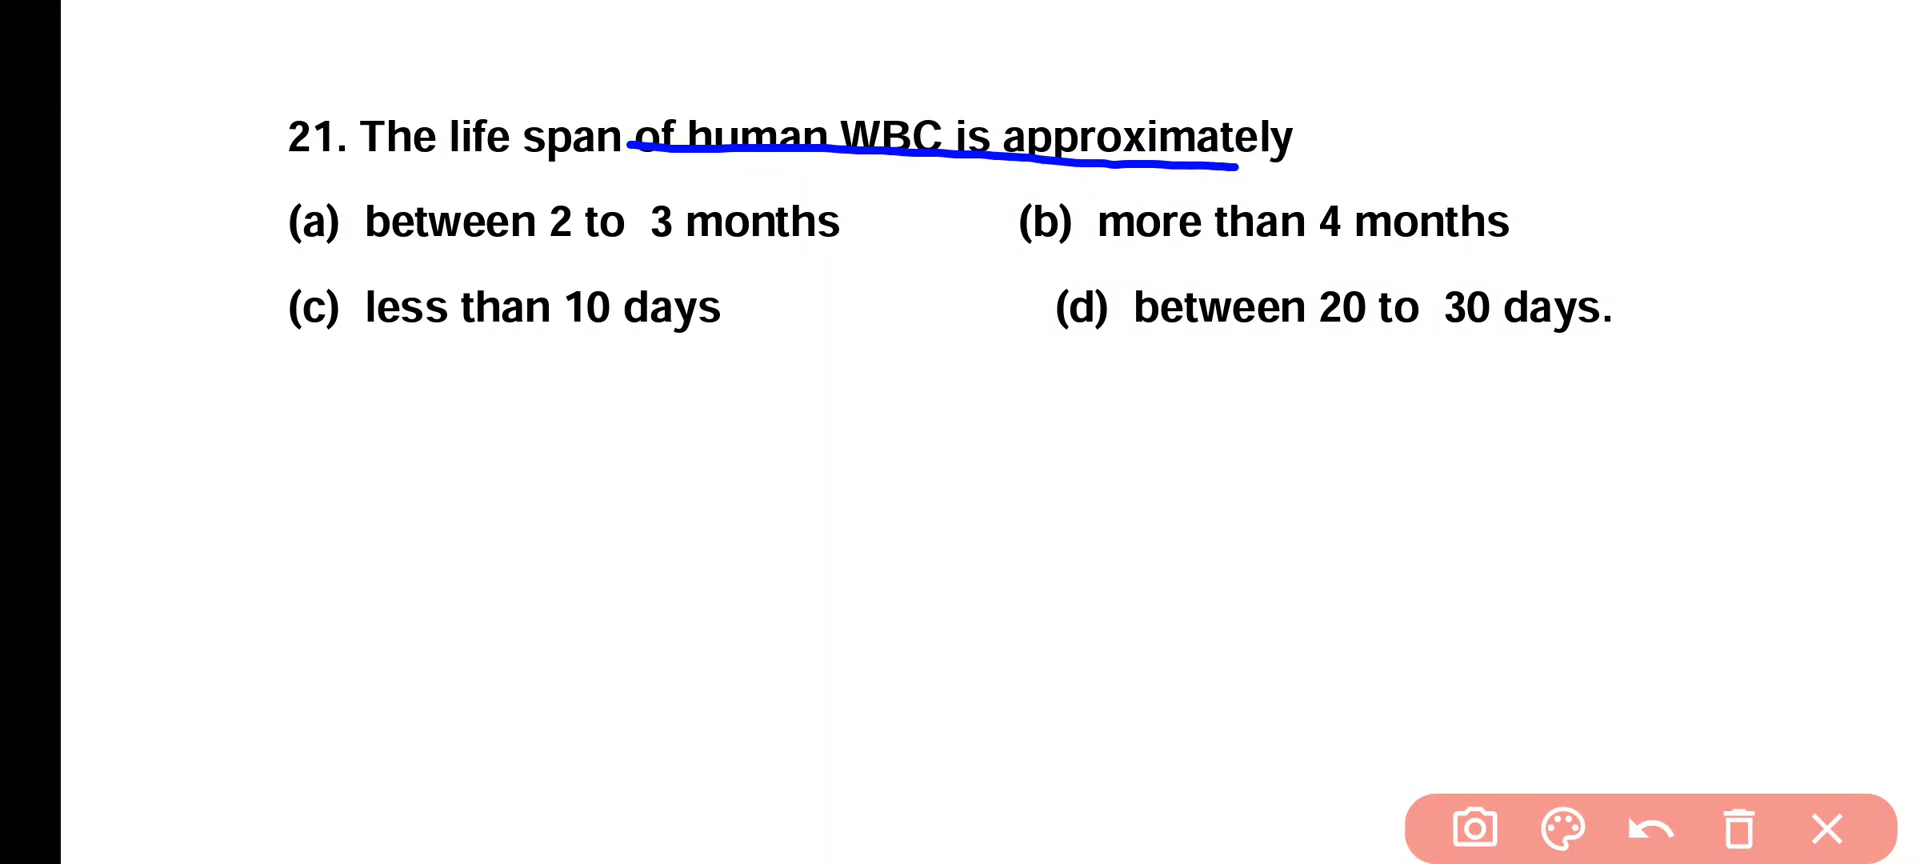 21. The life span of human WBC is approximately
(a) between 2 to 3 months (b) more than 4 months
(c) less than 10 days (d) between 20 to 30 days.